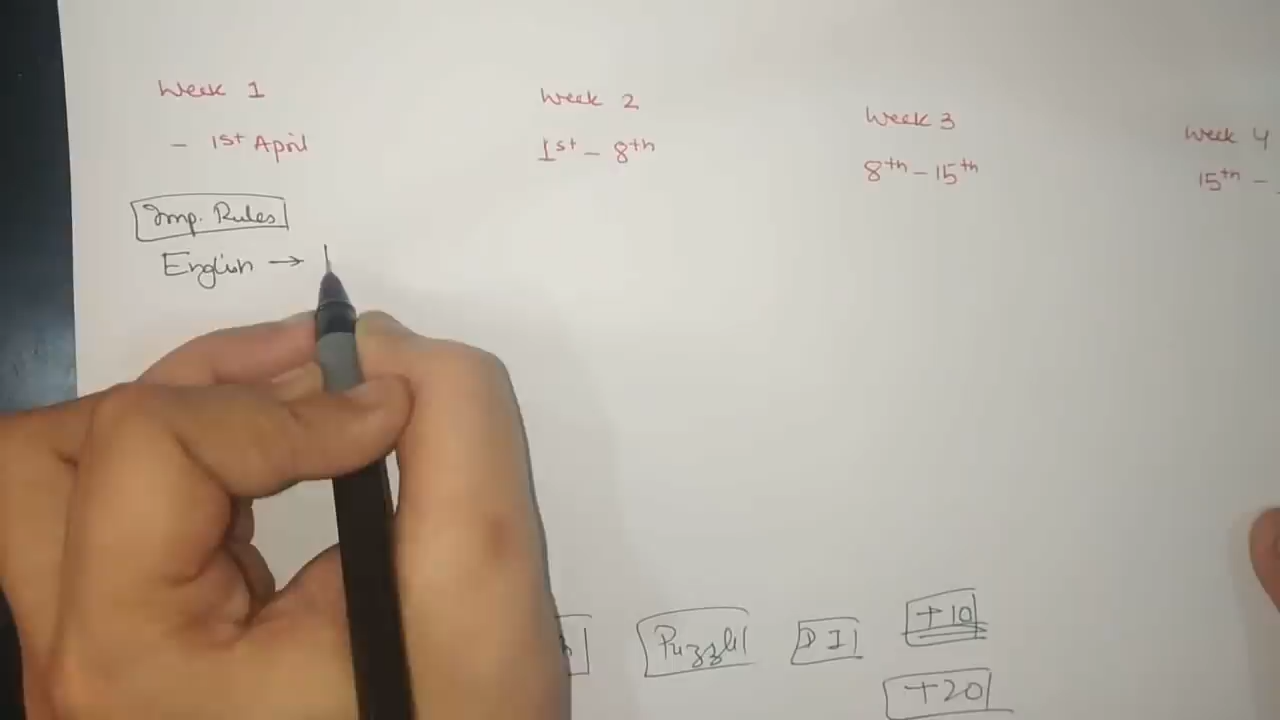 Week 1
- 1st April
Imp. Rules
English →
Week 2
1st - 8th
Week 3
8th - 15th
Week 4
15th -
Puzzle
DI
+10
+20